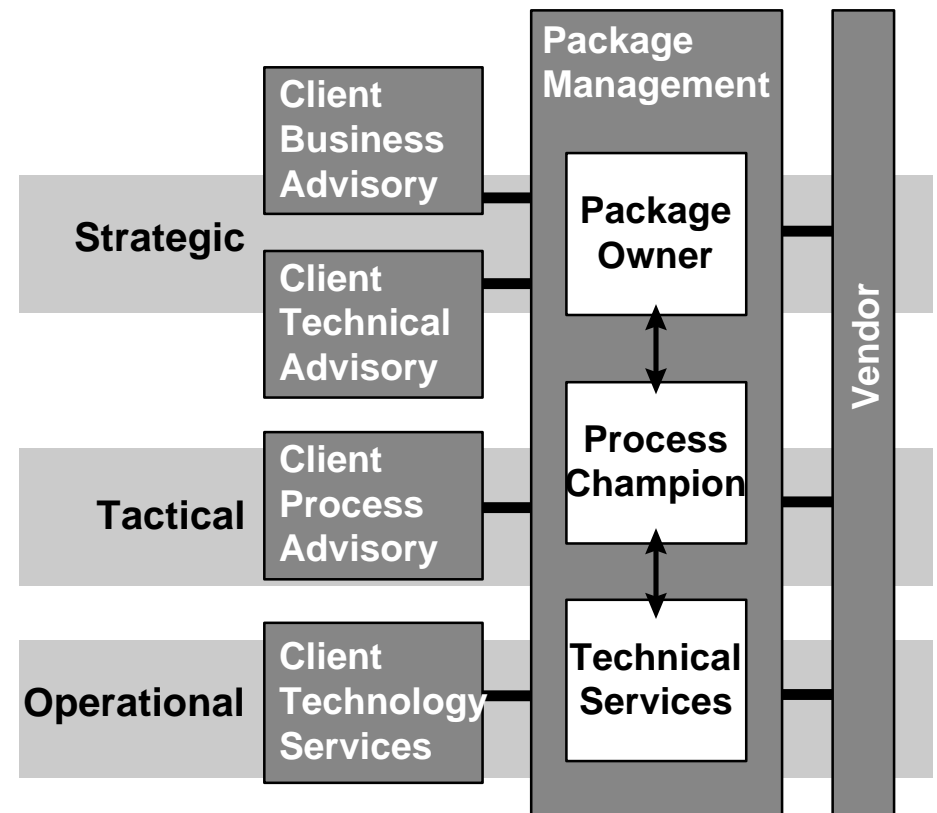 Package
Management
Client
Business
Advisory
Strategic
Package
Owner
Client
Technical
Advisory
Vendor
Process
Champion
Client
Process
Advisory
Tactical
Technical
Services
Client
Technology
Services
Operational